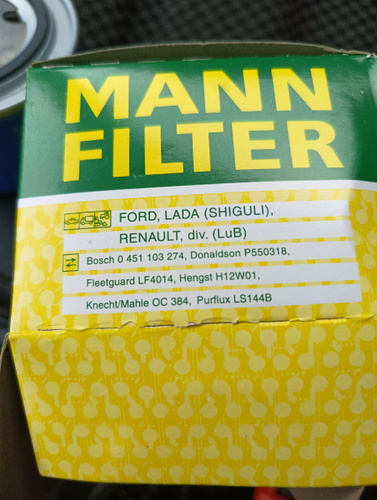 MANN
FILTER
FORD, LADA (SHIGULI),
RENAULT, div. (LuB)
Bosch 0 451 103 274, Donaldson P550318,
Fleetguard LF4014, Hengst H12W01,
Knecht/Mahle OC 384, Purflux LS144B